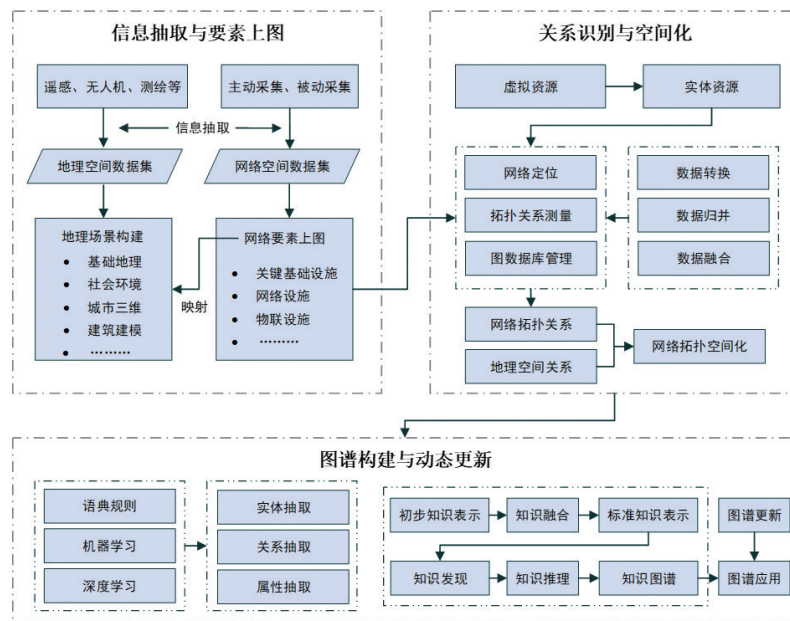 信息抽取与要素上图
遥感、无人机、测绘等
主动采集、被动采集
信息抽取
地理空间数据集
网络空间数据集
地理场景构建
● 基础地理
● 社会环境
● 城市三维
● 建筑建模
● ………
映射
网络要素上图
● 关键基础设施
● 网络设施
● 物联设施
● ………
关系识别与空间化
虚拟资源
实体资源
网络定位
拓扑关系测量
图数据库管理
数据转换
数据归并
数据融合
网络拓扑关系
地理空间关系
网络拓扑空间化
图谱构建与动态更新
语典规则
机器学习
深度学习
实体抽取
关系抽取
属性抽取
初步知识表示
知识融合
标准知识表示
图谱更新
知识发现
知识推理
知识图谱
图谱应用